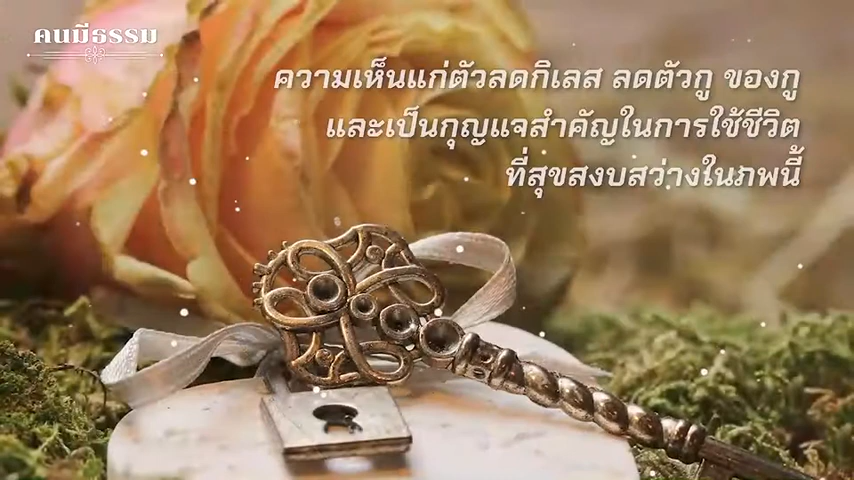 คนมีธรรม
ความเห็นแก่ตัวลดกิเลส ลดตัวกู ของกู
และเป็นกุญแจสำคัญในการใช้ชีวิต
ที่สุขสงบสว่างในภพนี้